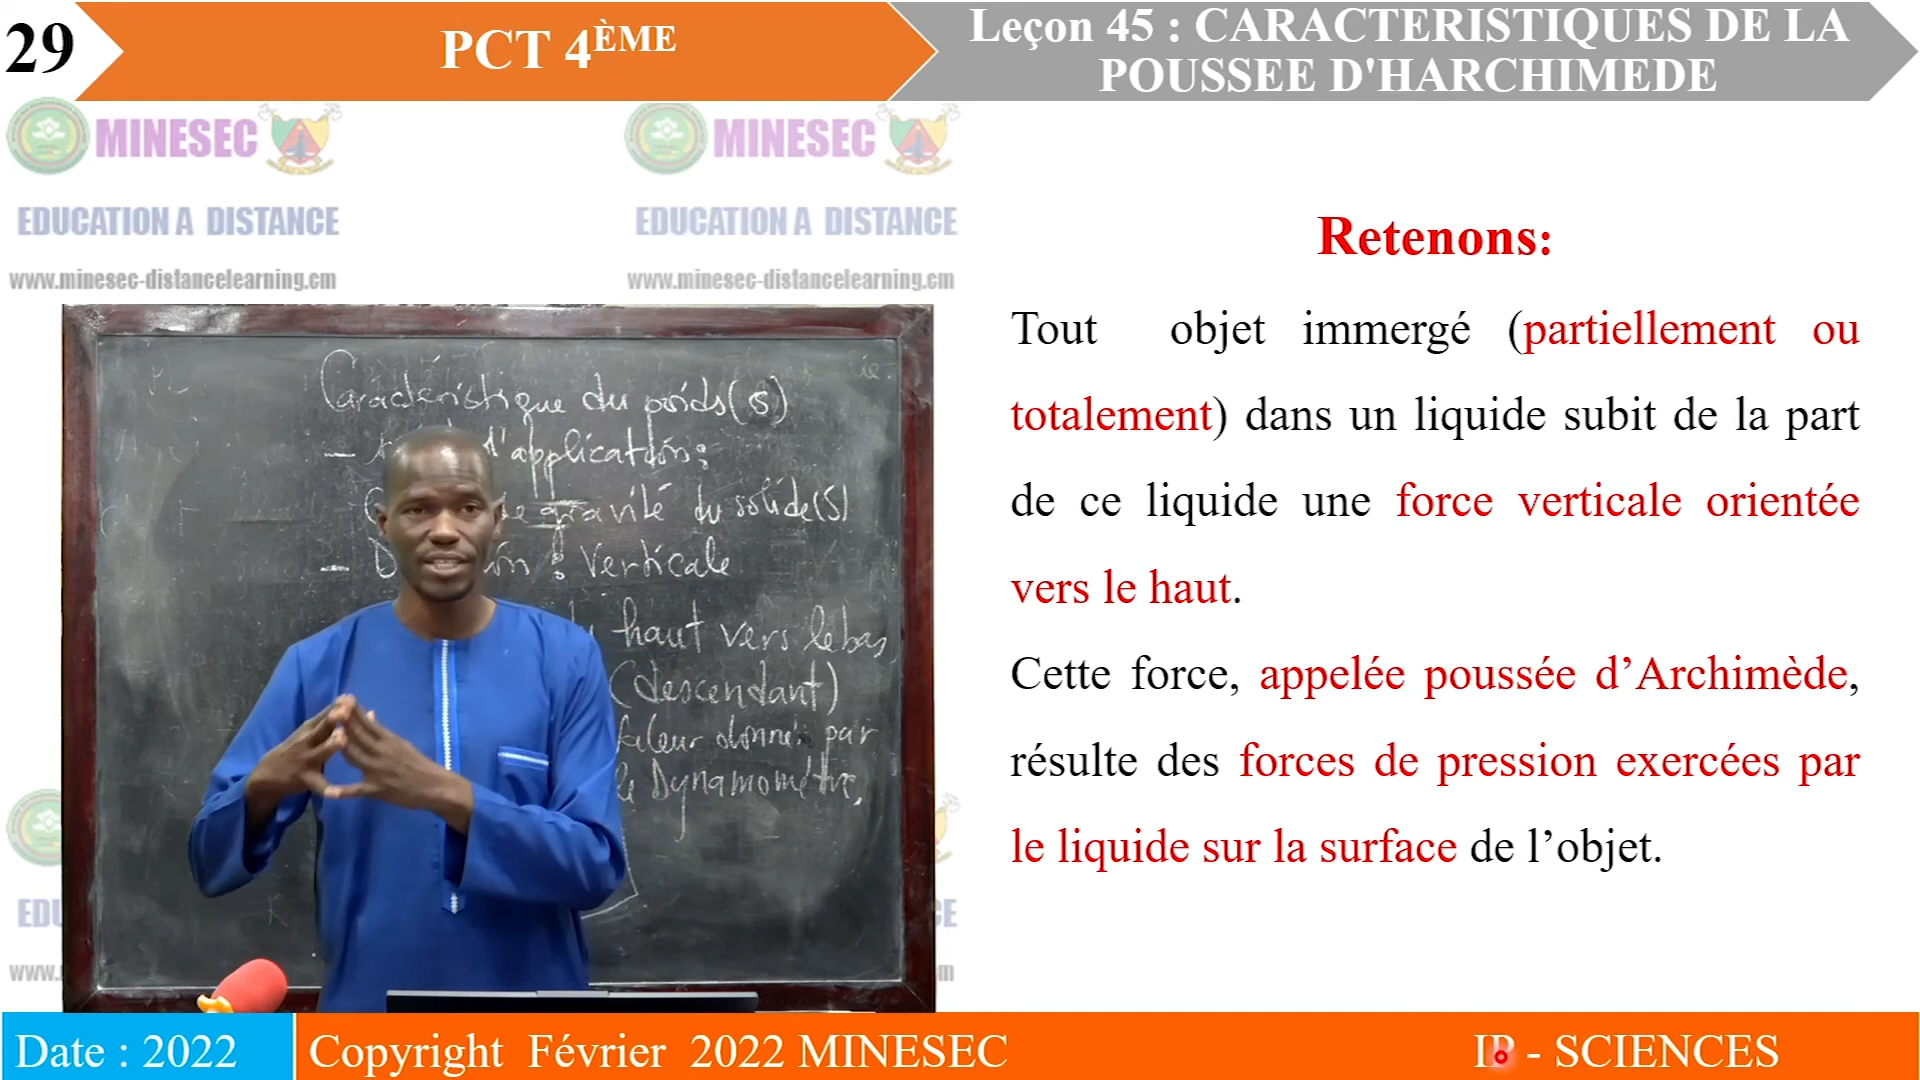 29
PCT 4ÈME
Leçon 45 : CARACTERISTIQUES DE LA
POUSSEE D'HARCHIMEDE
MINESEC
MINESEC
EDUCATION A DISTANCE
EDUCATION A DISTANCE
www.minesec-distancelearning.cm
www.minesec-distancelearning.cm
Caractéristique du poids (S)
- d'application :
gravité du solide (S)
- : Verticale
haut vers le bas
(descendant)
par
le Dynamomètre,
Retenons:
Tout objet immergé (partiellement ou
totalement) dans un liquide subit de la part
de ce liquide une force verticale orientée
vers le haut.
Cette force, appelée poussée d’Archimède,
résulte des forces de pression exercées par
le liquide sur la surface de l’objet.
EDU
CE
www.
m
Date : 2022
Copyright Février 2022 MINESEC
IP - SCIENCES